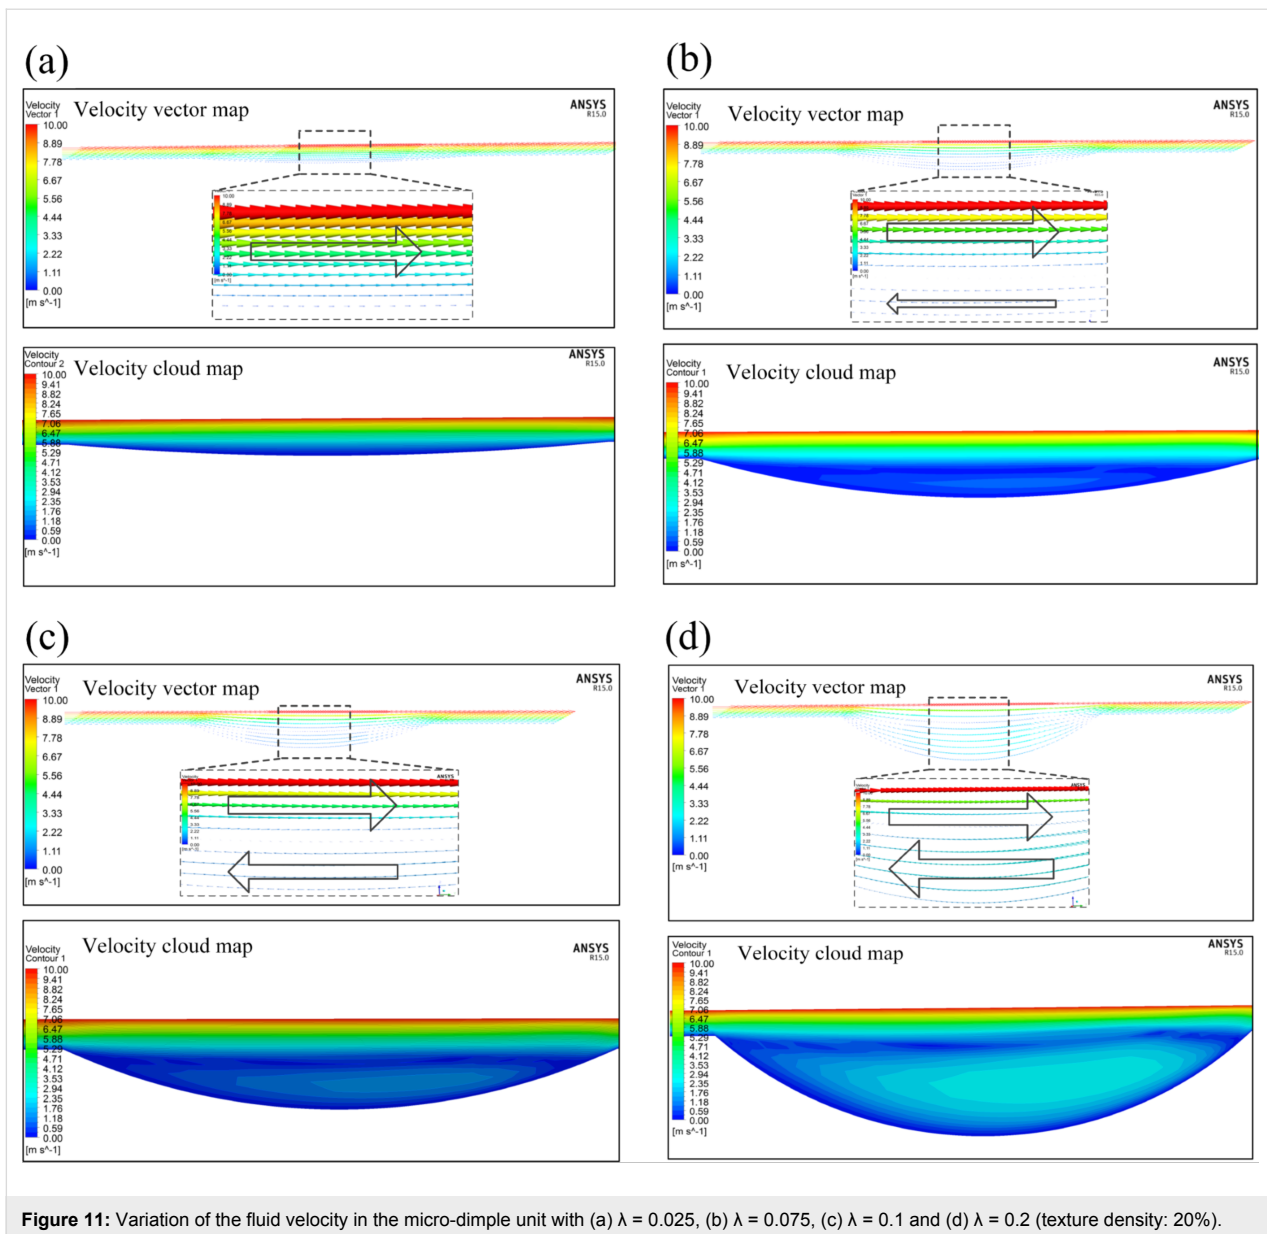 (a)
Velocity
Vector 1
Velocity vector map
ANSYS
R15.0
10.00
8.89
7.78
6.67
5.56
4.44
3.33
2.22
1.11
0.00
[m s^-1]
Velocity
Contour 2
Velocity cloud map
ANSYS
R15.0
10.00
9.41
8.82
8.24
7.65
7.06
6.47
5.88
5.29
4.71
4.12
3.53
2.94
2.35
1.76
1.18
0.59
0.00
[m s^-1]
(b)
Velocity
Vector 1
Velocity vector map
ANSYS
R15.0
10.00
8.89
7.78
6.67
5.56
4.44
3.33
2.22
1.11
0.00
[m s^-1]
Velocity
Contour 1
Velocity cloud map
ANSYS
R15.0
10.00
9.41
8.82
8.24
7.65
7.06
6.47
5.88
5.29
4.71
4.12
3.53
2.94
2.35
1.76
1.18
0.59
0.00
[m s^-1]
(c)
Velocity
Vector 1
Velocity vector map
ANSYS
R15.0
10.00
8.89
7.78
6.67
5.56
4.44
3.33
2.22
1.11
0.00
[m s^-1]
Velocity
Contour 1
Velocity cloud map
ANSYS
R15.0
10.00
9.41
8.82
8.24
7.65
7.06
6.47
5.88
5.29
4.71
4.12
3.53
2.94
2.35
1.76
1.18
0.59
0.00
[m s^-1]
(d)
Velocity
Vector 1
Velocity vector map
ANSYS
R15.0
10.00
8.89
7.78
6.67
5.56
4.44
3.33
2.22
1.11
0.00
[m s^-1]
Velocity
Contour 1
Velocity cloud map
ANSYS
R15.0
10.00
9.41
8.82
8.24
7.65
7.06
6.47
5.88
5.29
4.71
4.12
3.53
2.94
2.35
1.76
1.18
0.59
0.00
[m s^-1]
Figure 11: Variation of the fluid velocity in the micro-dimple unit with (a) λ = 0.025, (b) λ = 0.075, (c) λ = 0.1 and (d) λ = 0.2 (texture density: 20%).